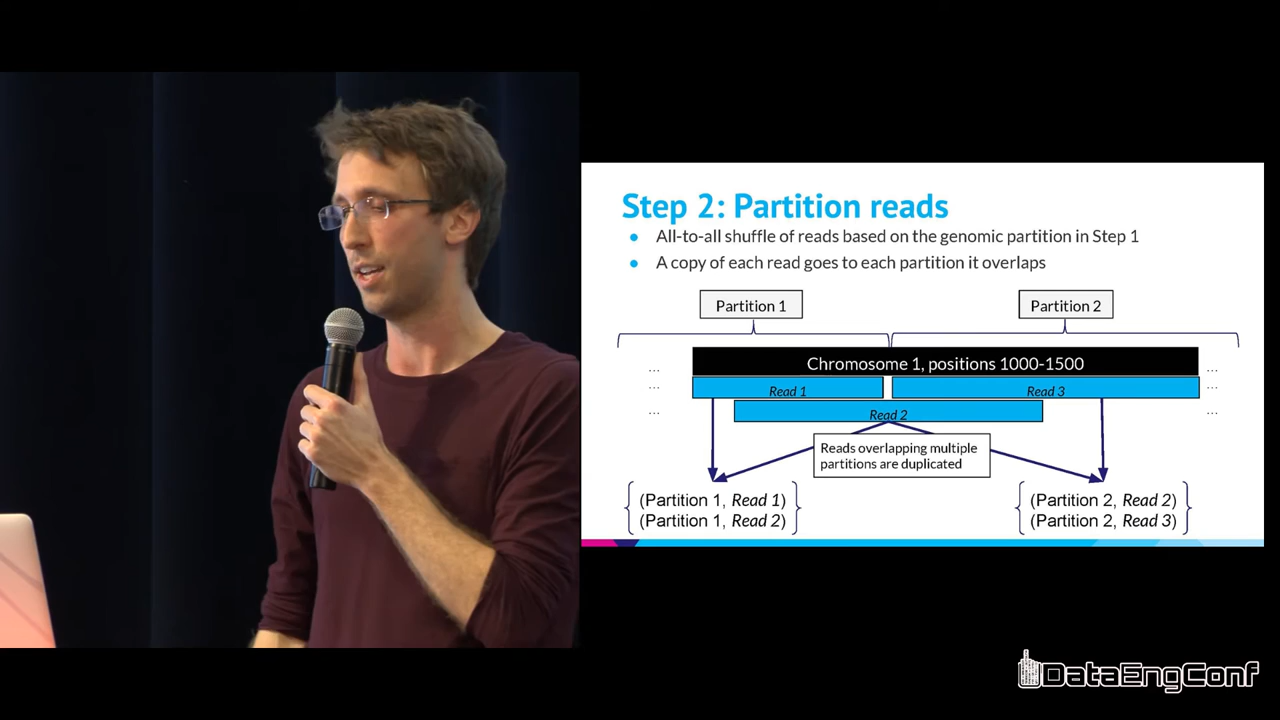 Step 2: Partition reads
● All-to-all shuffle of reads based on the genomic partition in Step 1
● A copy of each read goes to each partition it overlaps
Partition 1
Partition 2
Chromosome 1, positions 1000-1500
... ...
... Read 1 Read 3 ...
... Read 2 ...
Reads overlapping multiple
partitions are duplicated
(Partition 1, Read 1)
(Partition 1, Read 2)
(Partition 2, Read 2)
(Partition 2, Read 3)
DataEngConf